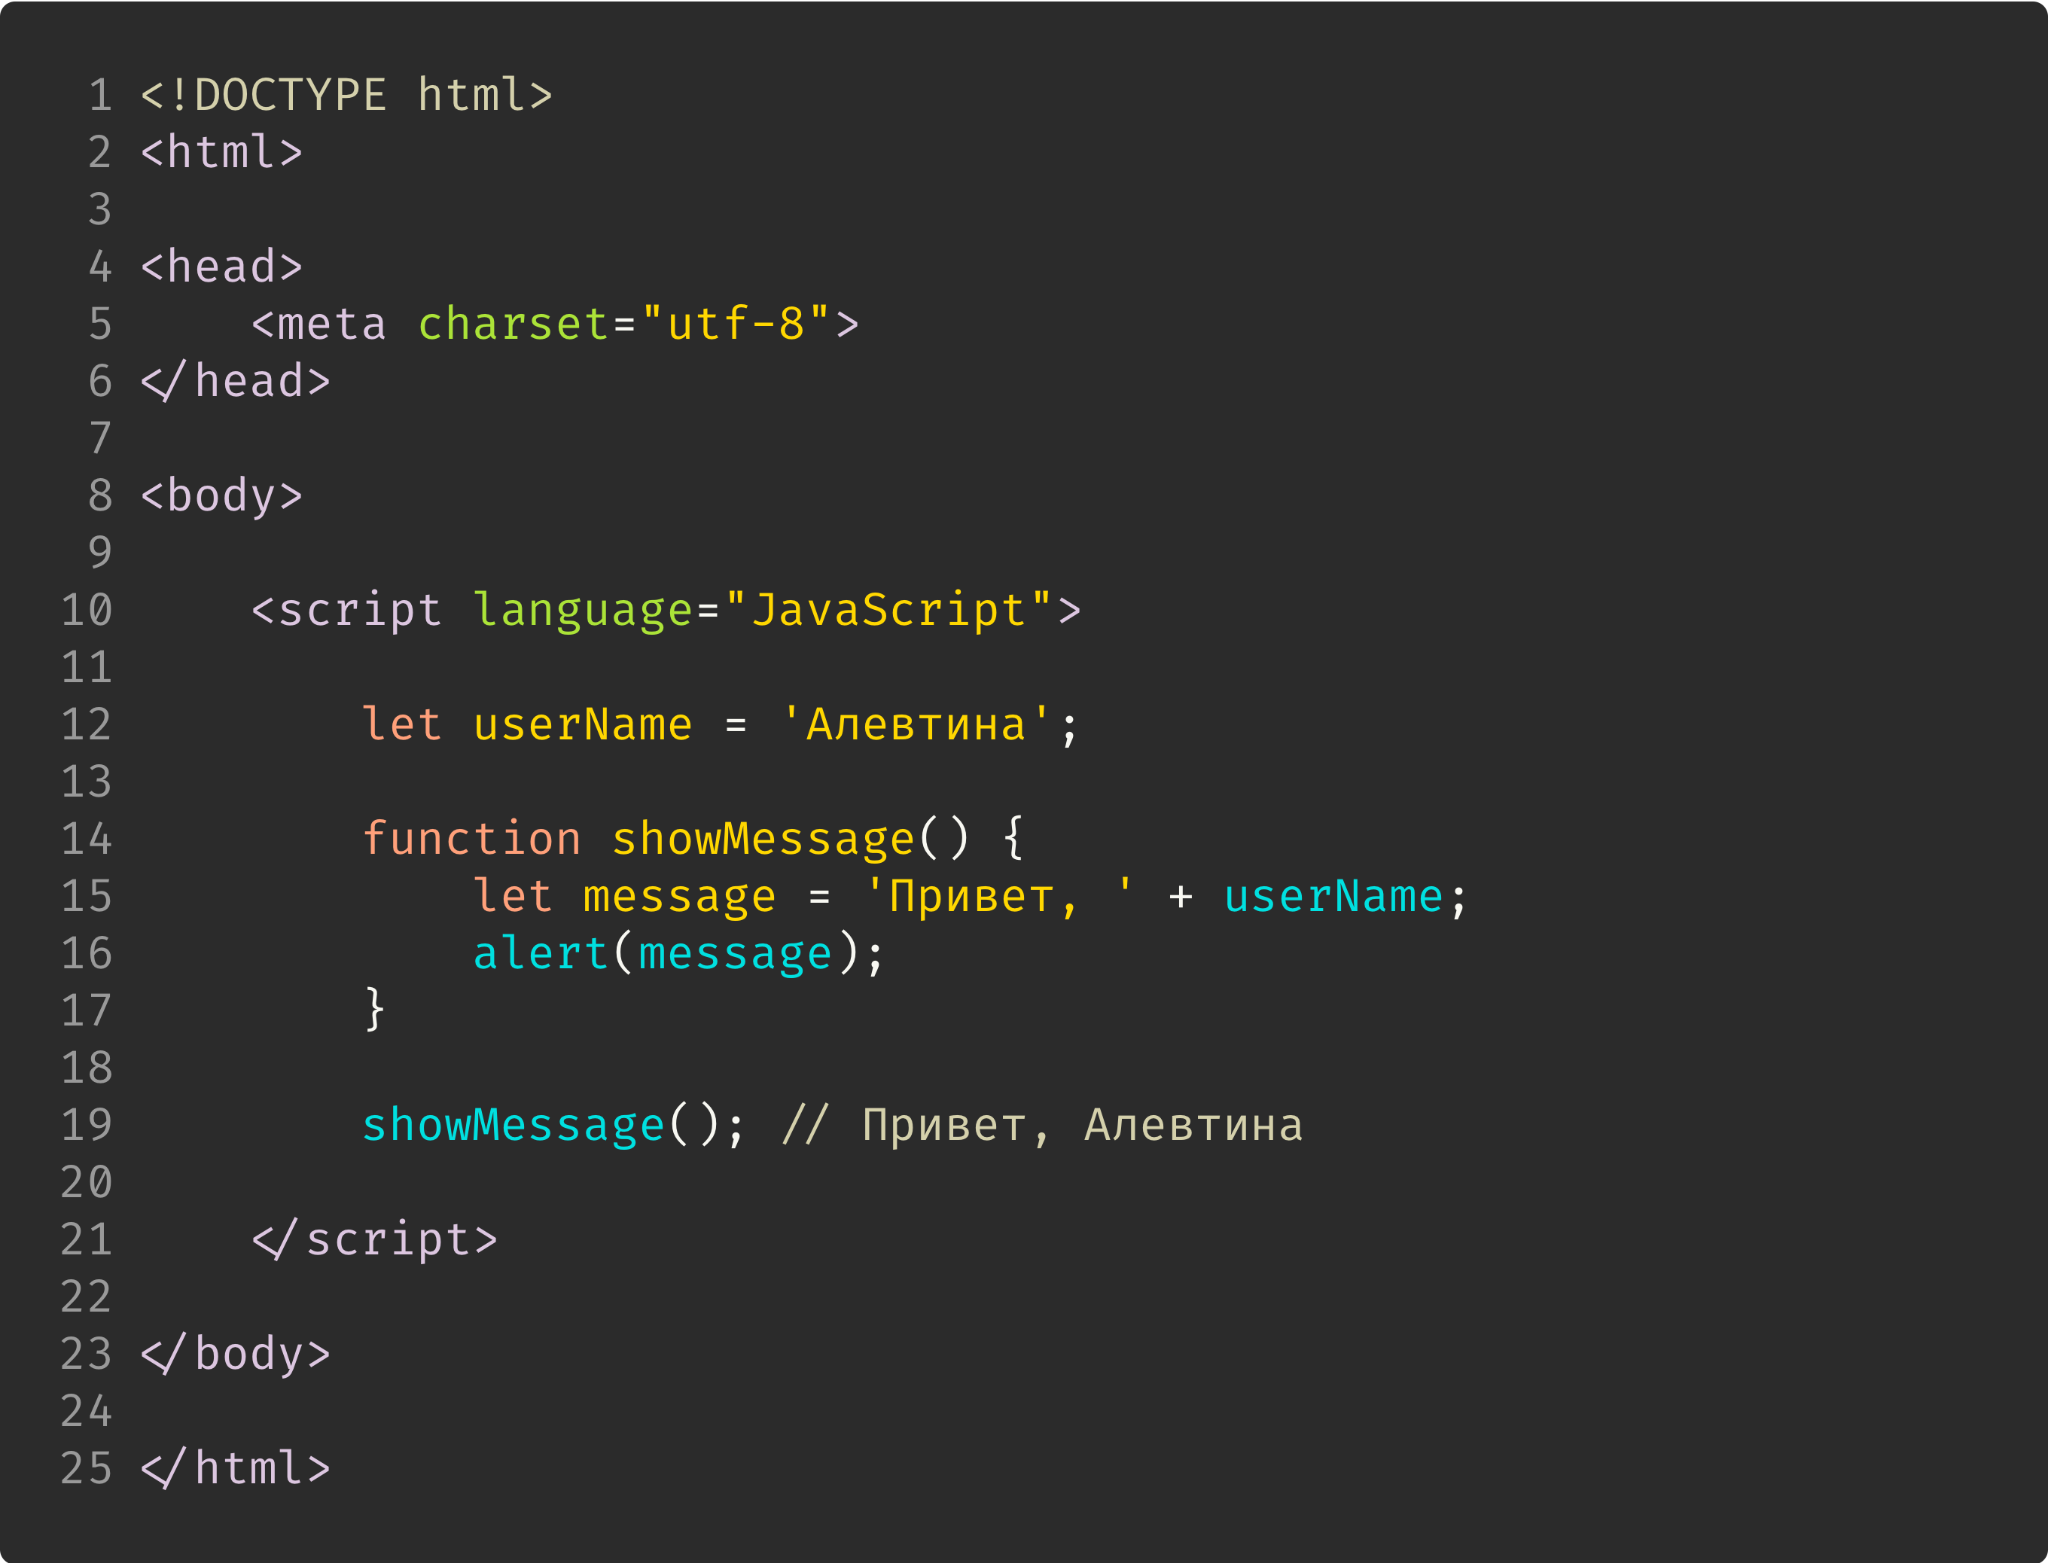 1 <!DOCTYPE html>
2 <html>
3
4 <head>
5     <meta charset="utf-8">
6 </head>
7
8 <body>
9
10     <script language="JavaScript">
11
12         let userName = 'Алевтина';
13
14         function showMessage() {
15             let message = 'Привет, ' + userName;
16             alert(message);
17         }
18
19         showMessage(); // Привет, Алевтина
20
21     </script>
22
23 </body>
24
25 </html>